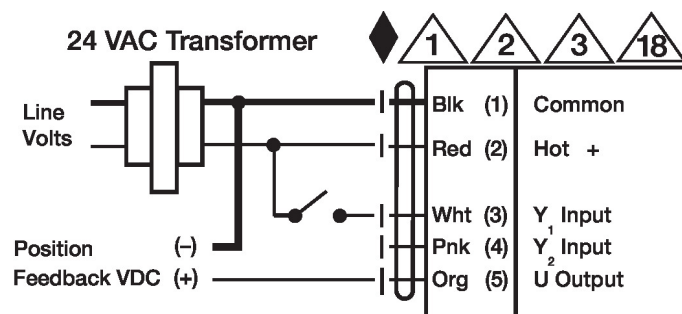 24 VAC Transformer
1 2 3 18
Line
Volts
Blk (1) Common
Red (2) Hot +
Wht (3) Y1 Input
Position (–)
Pnk (4) Y2 Input
Feedback VDC (+)
Org (5) U Output